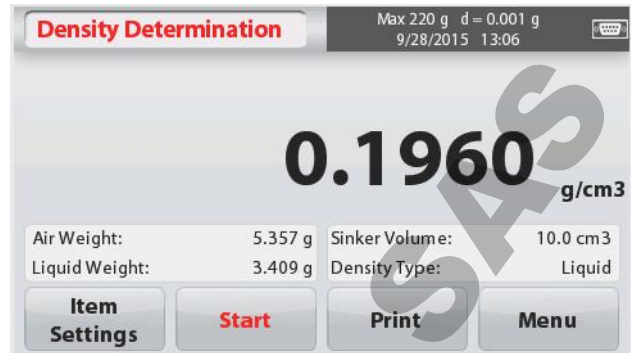 Density Determination
Max 220 g d = 0.001 g
9/28/2015 13:06
0.1960 g/cm3
Air Weight: 5.357 g
Liquid Weight: 3.409 g
Sinker Volume: 10.0 cm3
Density Type: Liquid
Item Settings
Start
Print
Menu
SAS